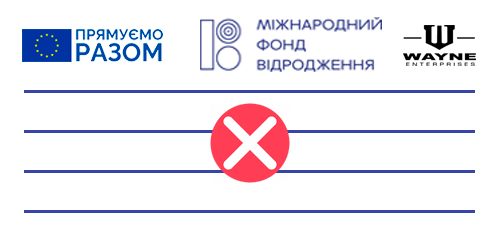 ПРЯМУЄМО
РАЗОМ
МІЖНАРОДНИЙ
ФОНД
ВІДРОДЖЕННЯ
WAYNE
ENTERPRISES